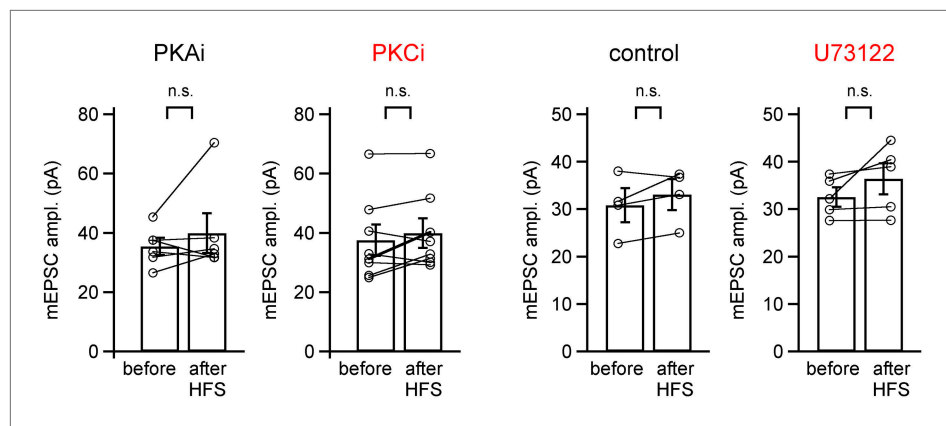 PKAi
PKCi
control
U73122
n.s.
n.s.
n.s.
n.s.
mEPSC ampl. (pA)
80
60
40
20
0
before
after
HFS
mEPSC ampl. (pA)
80
60
40
20
0
before
after
HFS
mEPSC ampl. (pA)
50
40
30
20
10
0
before
after
HFS
mEPSC ampl. (pA)
50
40
30
20
10
0
before
after
HFS